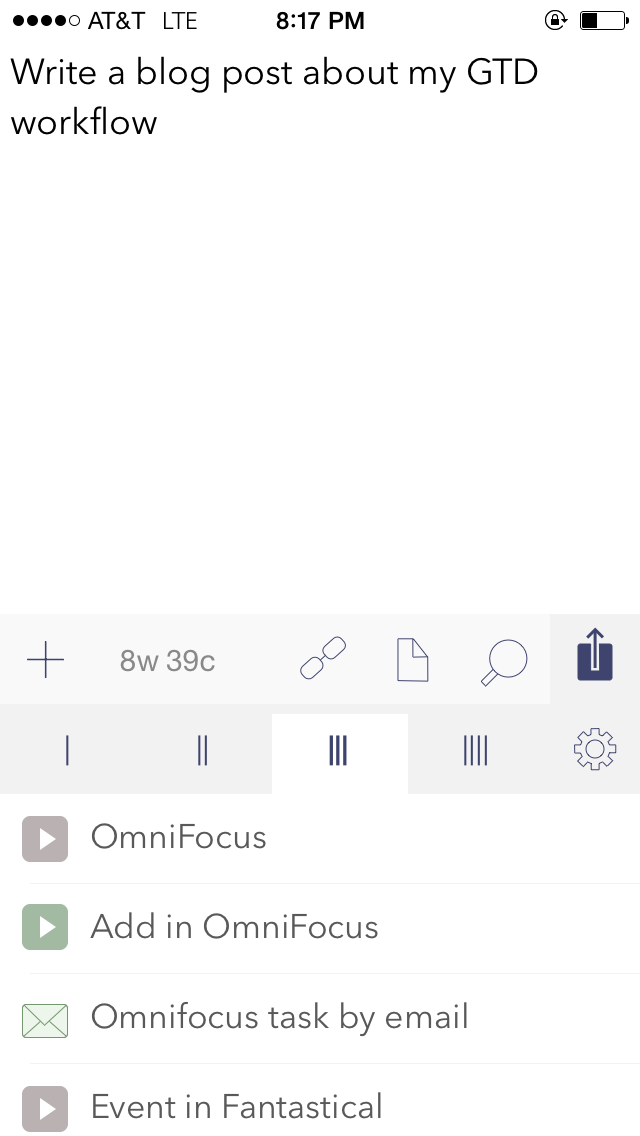 AT&T LTE 8:17 PM
Write a blog post about my GTD
workflow
8w 39c
OmniFocus
Add in OmniFocus
Omnifocus task by email
Event in Fantastical